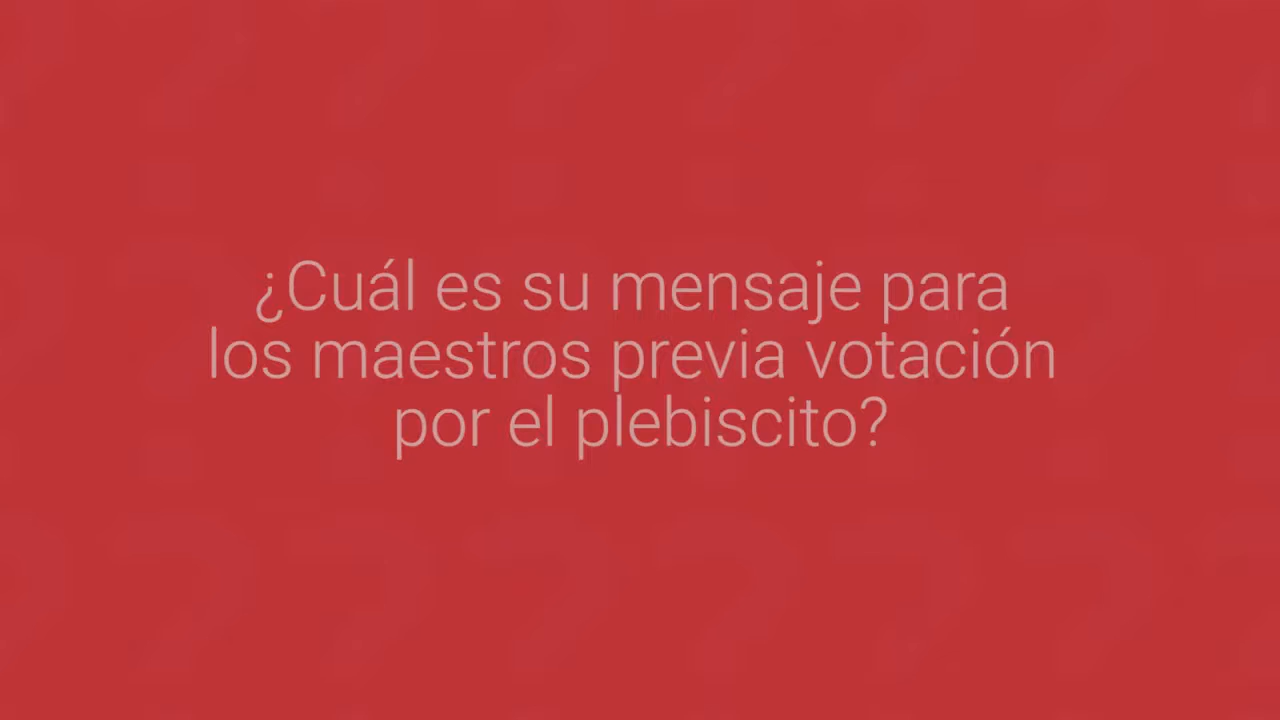 ¿Cuál es su mensaje para
los maestros previa votación
por el plebiscito?